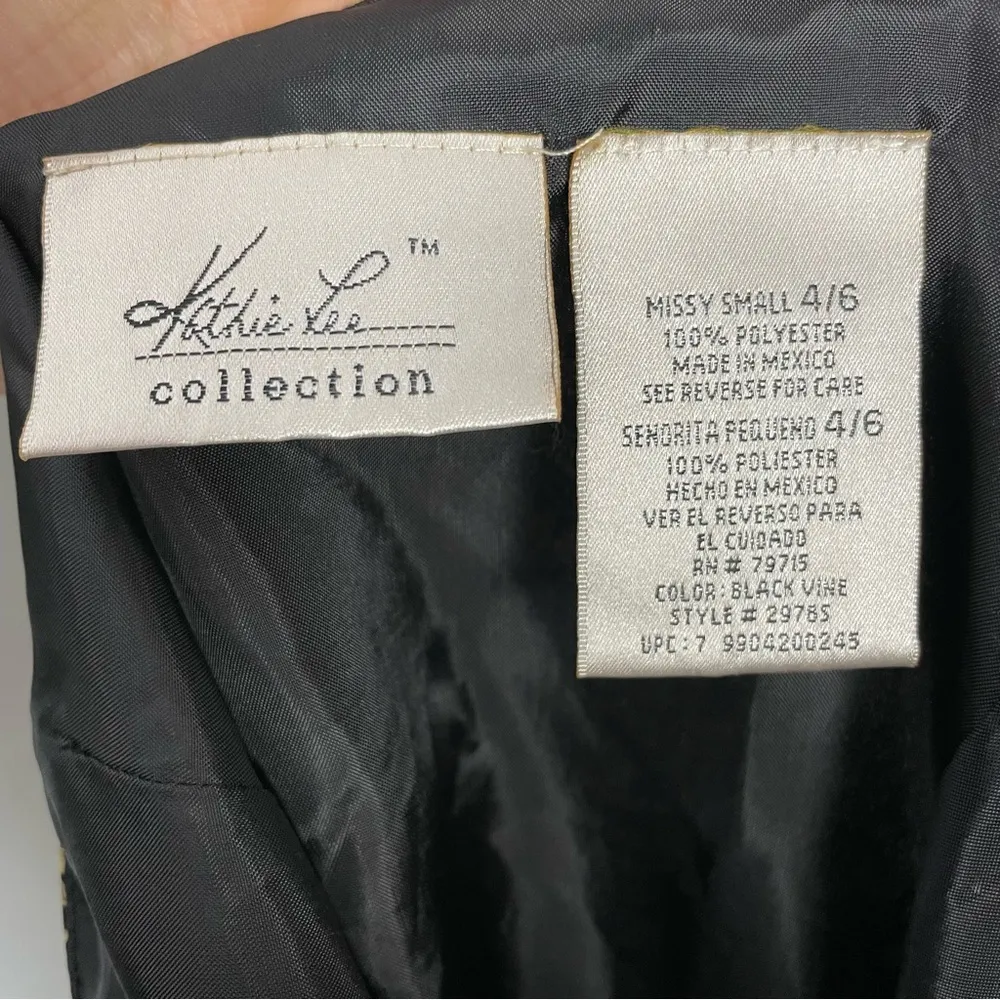 Kathie Lee ™
collection
MISSY SMALL 4/6
100% POLYESTER
MADE IN MEXICO
SEE REVERSE FOR CARE
SENORITA PEQUENO 4/6
100% POLIESTER
HECHO EN MEXICO
VER EL REVERSO PARA
EL CUIDADO
RN # 79715
COLOR: BLACK VINE
STYLE # 29785
UPC: 7 9904200245